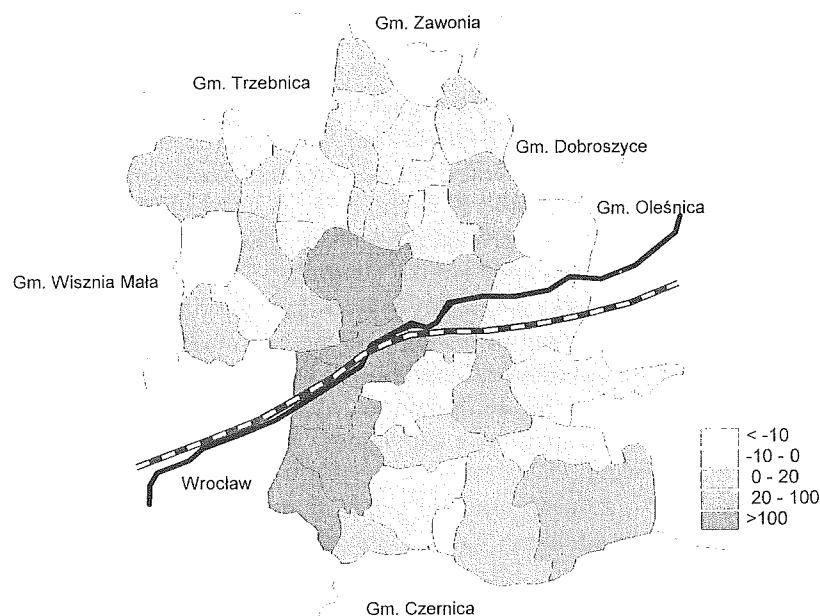 Gm. Zawonia
Gm. Trzebnica
Gm. Dobroszyce
Gm. Oleśnica
Gm. Wisznia Mała
Wrocław
Gm. Czernica
< -10
-10 - 0
0 - 20
20 - 100
>100